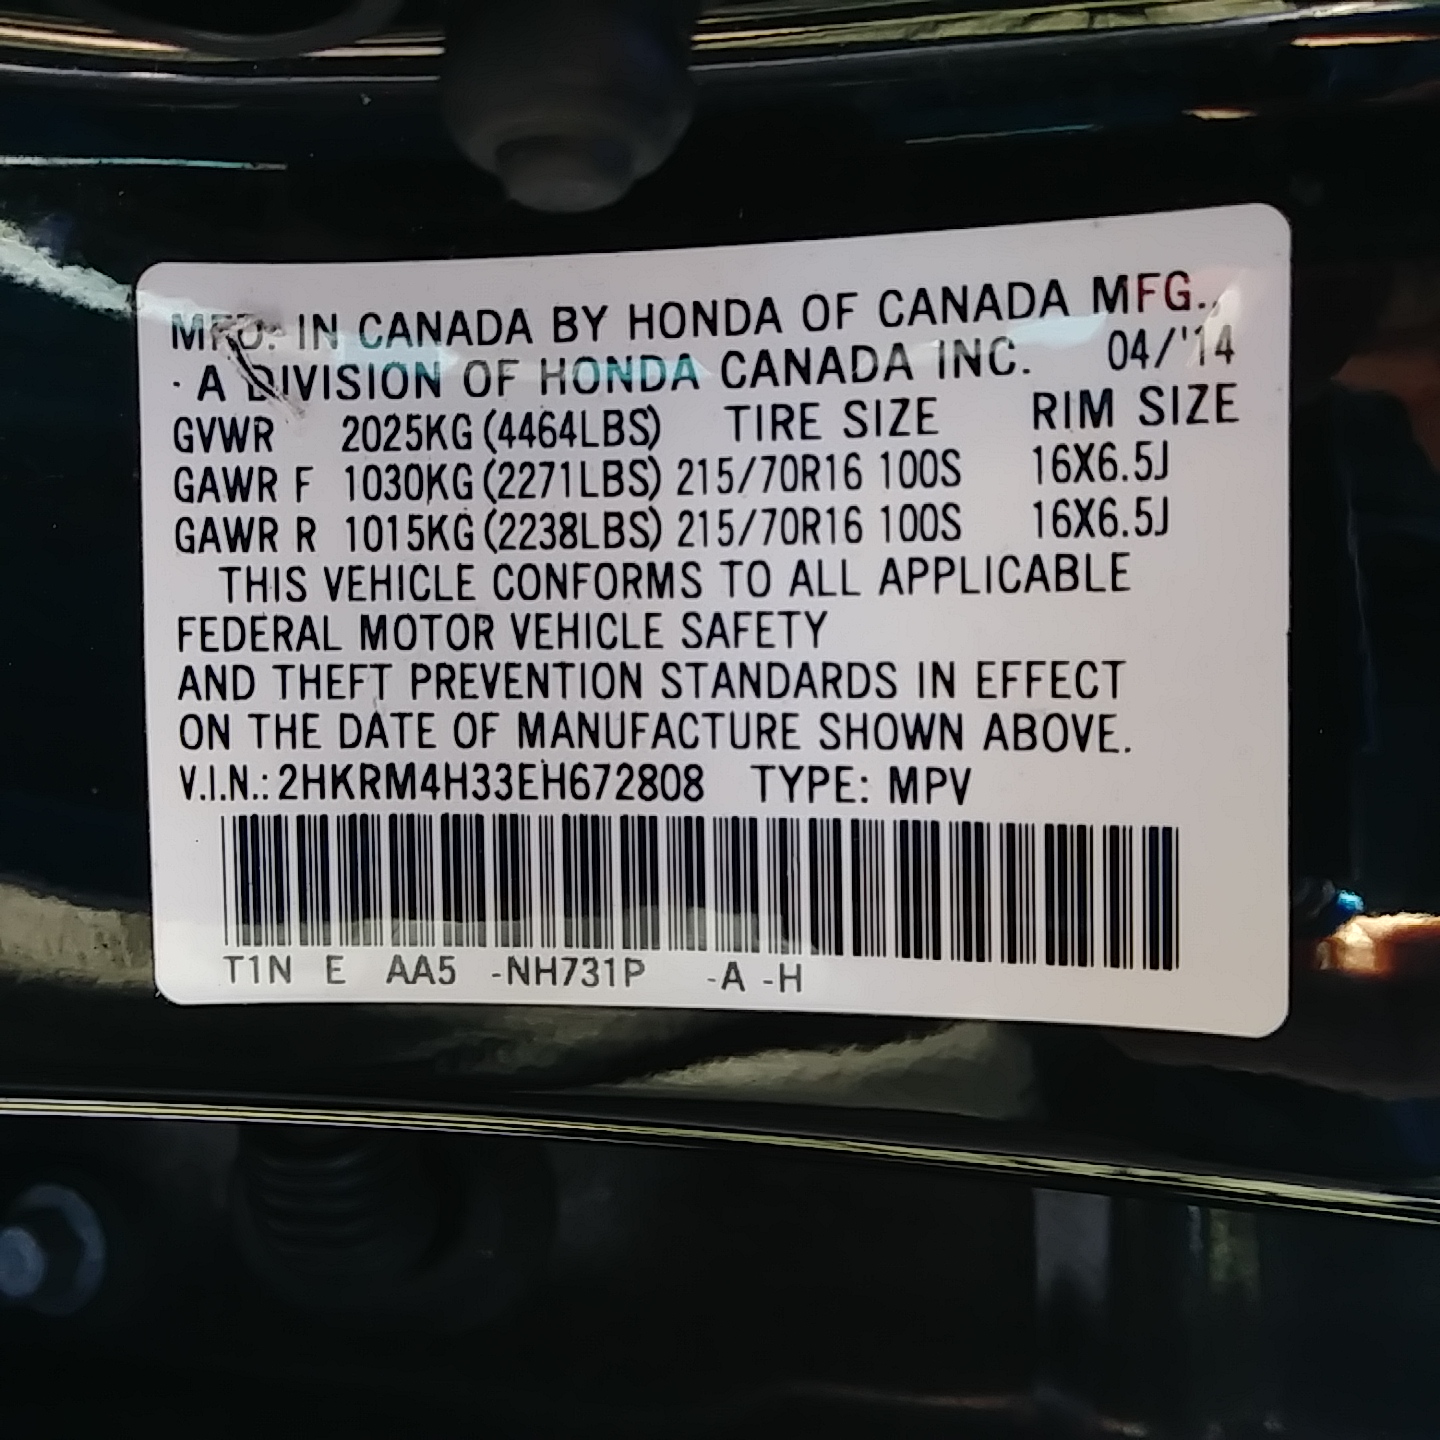 MFD. IN CANADA BY HONDA OF CANADA MFG.,
· A DIVISION OF HONDA CANADA INC. 04/'14
GVWR 2025KG (4464LBS) TIRE SIZE RIM SIZE
GAWR F 1030KG (2271LBS) 215/70R16 100S 16X6.5J
GAWR R 1015KG (2238LBS) 215/70R16 100S 16X6.5J
THIS VEHICLE CONFORMS TO ALL APPLICABLE
FEDERAL MOTOR VEHICLE SAFETY
AND THEFT PREVENTION STANDARDS IN EFFECT
ON THE DATE OF MANUFACTURE SHOWN ABOVE.
V.I.N.: 2HKRM4H33EH672808 TYPE: MPV
T1N E AA5 -NH731P -A -H